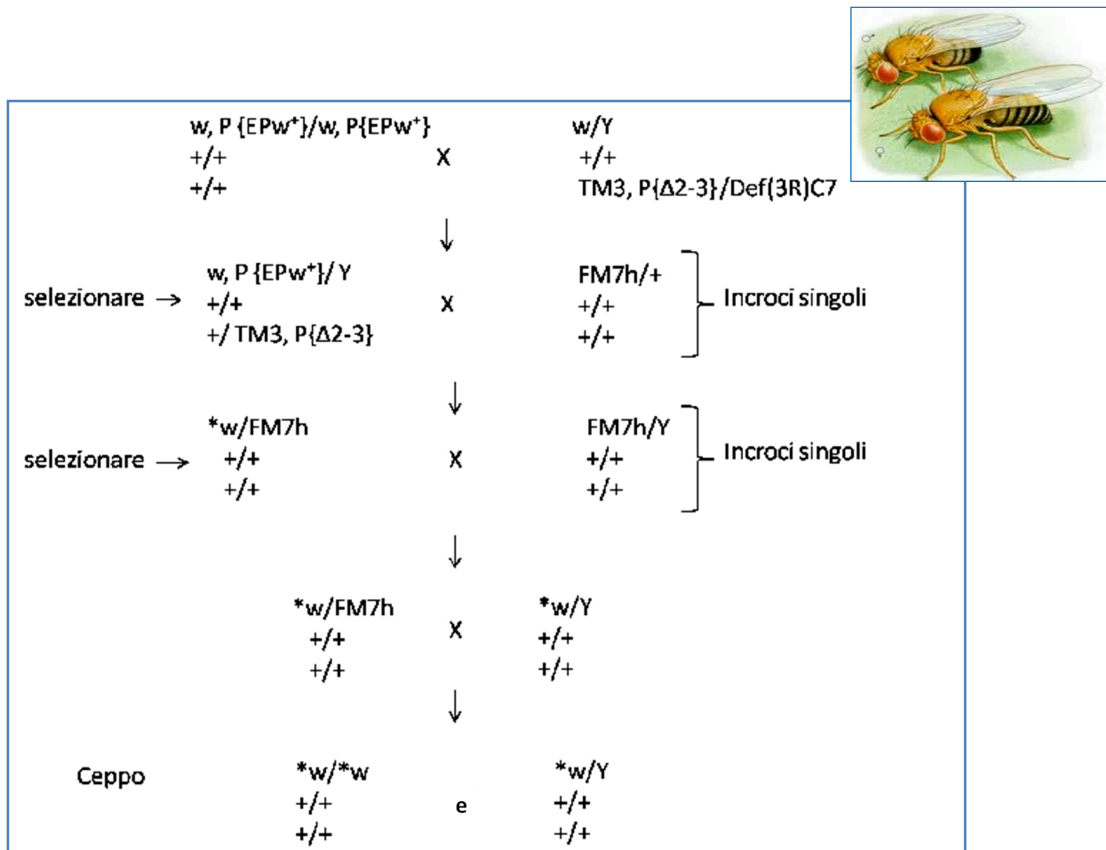 ♂
♀
w, P {EPw⁺}/w, P{EPw⁺} w/Y
+/+ X +/+
+/+ TM3, P{Δ2-3}/Def(3R)C7
↓
w, P {EPw⁺}/ Y FM7h/+
selezionare → +/+ X +/+ Incroci singoli
+/ TM3, P{Δ2-3} +/+
↓
*w/FM7h FM7h/Y
selezionare → +/+ X +/+ Incroci singoli
+/+ +/+
↓
*w/FM7h *w/Y
+/+ X +/+
+/+ +/+
↓
Ceppo *w/*w *w/Y
+/+ e +/+
+/+ +/+